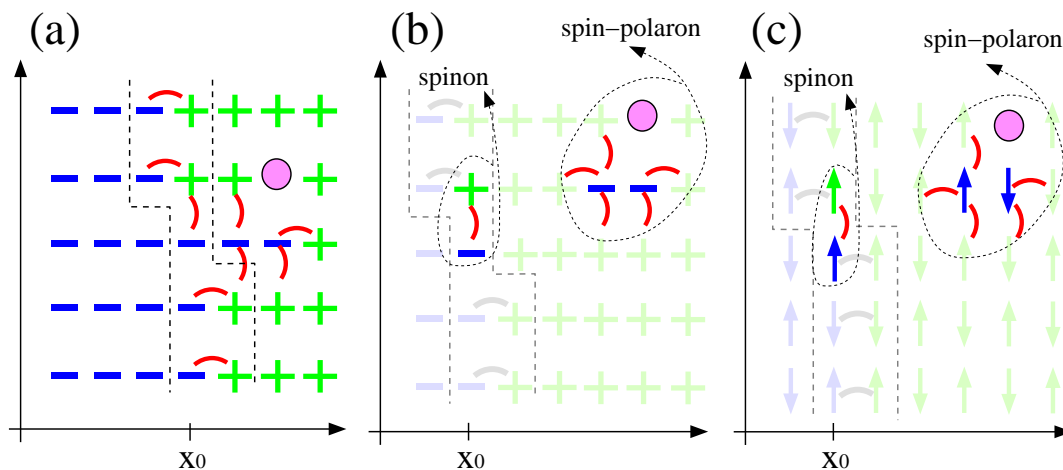 (a)
(b)
(c)
spin−polaron
spin−polaron
spinon
spinon
x0
x0
x0